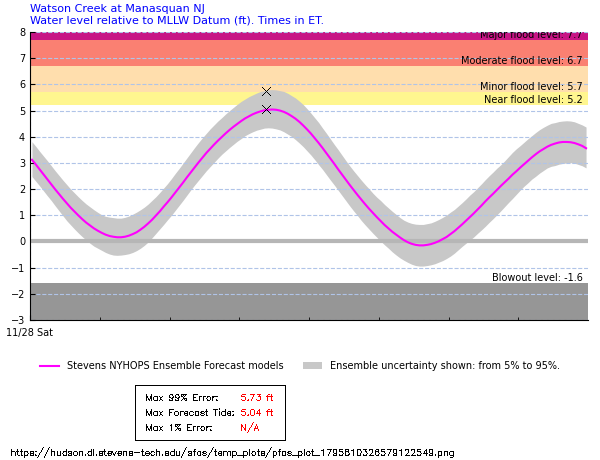 Watson Creek at Manasquan NJ
Water level relative to MLLW Datum (ft). Times in ET.
8
Major flood level: 7.7
7
Moderate flood level: 6.7
6
Minor flood level: 5.7
Near flood level: 5.2
5
4
3
2
1
0
−1
Blowout level: -1.6
−2
−3
11/28 Sat
Stevens NYHOPS Ensemble Forecast models
Ensemble uncertainty shown: from 5% to 95%.
Max 99% Error: 5.73 ft
Max Forecast Tide: 5.04 ft
Max 1% Error: N/A
https://hudson.dl.stevens-tech.edu/sfas/temp_plots/pfas_plot_1795810326579122549.png